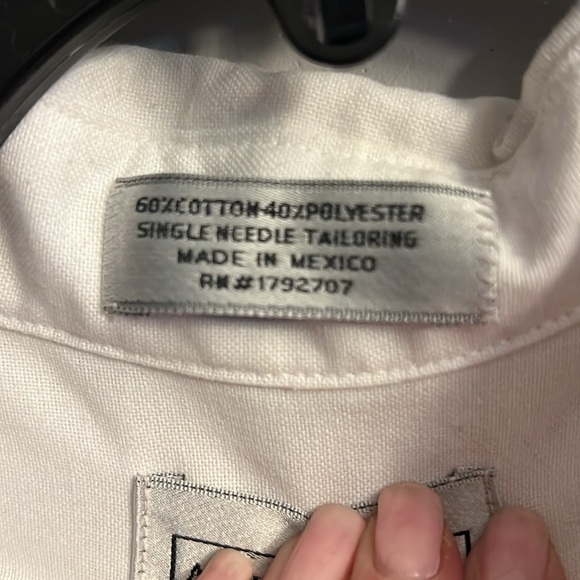 60%COTTON-40%POLYESTER
SINGLE NEEDLE TAILORING
MADE IN MEXICO
RN#1792707